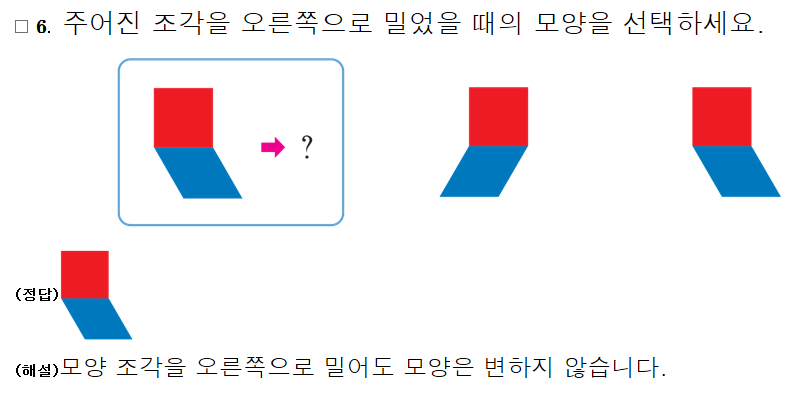 □ 6. 주어진 조각을 오른쪽으로 밀었을 때의 모양을 선택하세요.
?
(정답)
(해설)모양 조각을 오른쪽으로 밀어도 모양은 변하지 않습니다.